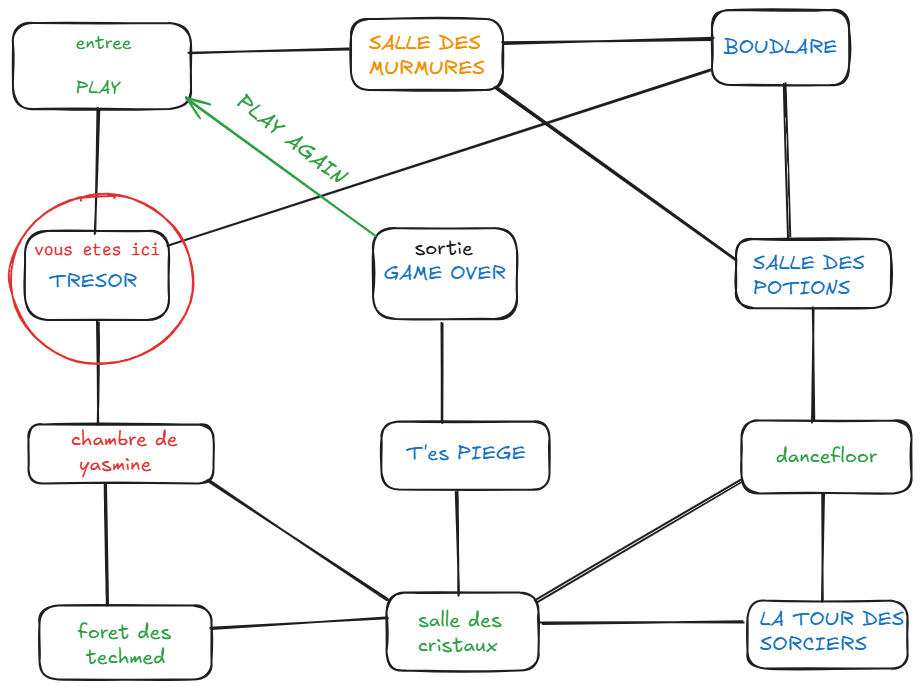 entree
PLAY
SALLE DES
MURMURES
BOUDLARE
PLAY AGAIN
vous etes ici
TRESOR
sortie
GAME OVER
SALLE DES
POTIONS
chambre de
yasmine
T'es PIEGE
dancefloor
foret des
techmed
salle des
cristaux
LA TOUR DES
SORCIERS